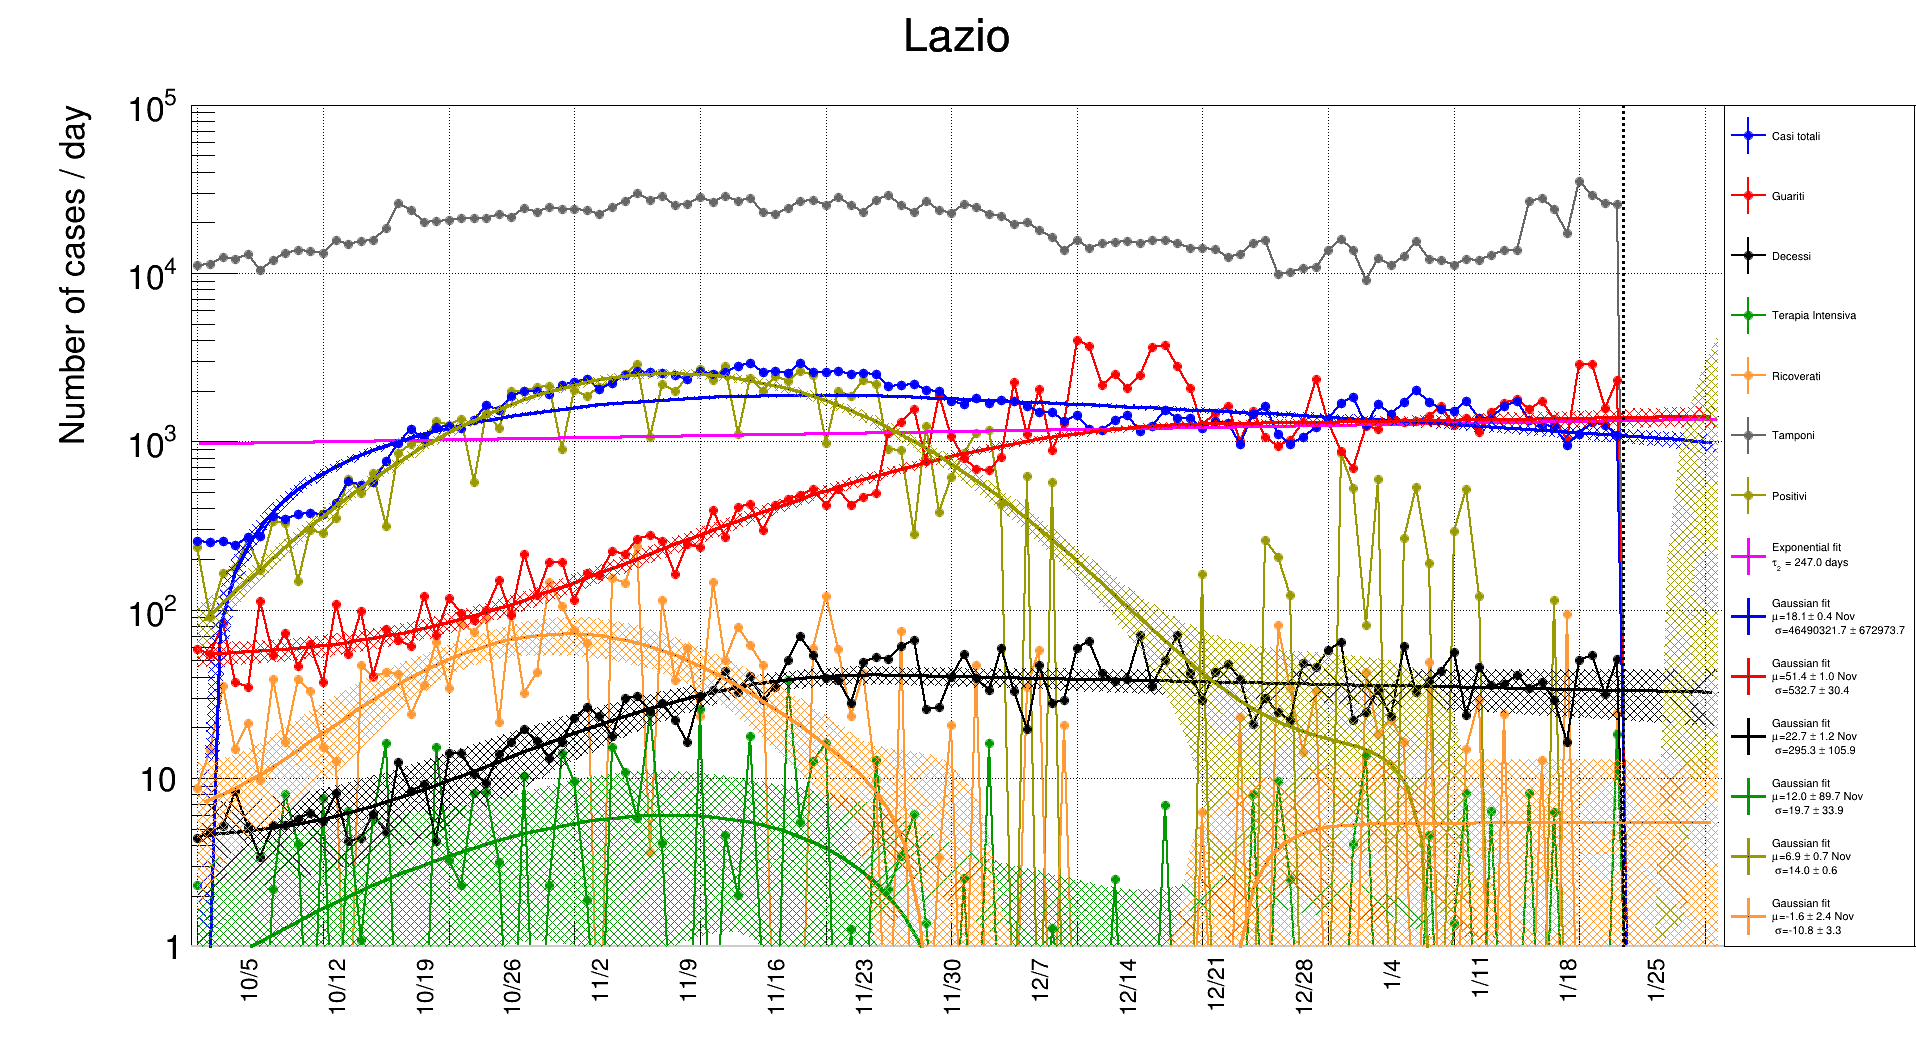 Lazio
Number of cases / day
10^5
10^4
10^3
10^2
10
1
10/5
10/12
10/19
10/26
11/2
11/9
11/16
11/23
11/30
12/7
12/14
12/21
12/28
1/4
1/11
1/18
1/25
Casi totali
Guariti
Decessi
Terapia Intensiva
Ricoverati
Tamponi
Positivi
Exponential fit
τ_2 = 247.0 days
Gaussian fit
μ=18.1± 0.4 Nov
σ=46490321.7 ± 672973.7
Gaussian fit
μ=51.4± 1.0 Nov
σ=532.7 ± 30.4
Gaussian fit
μ=22.7± 1.2 Nov
σ=295.3 ± 105.9
Gaussian fit
μ=12.0± 89.7 Nov
σ=19.7 ± 33.9
Gaussian fit
μ=6.9± 0.7 Nov
σ=14.0 ± 0.6
Gaussian fit
μ=-1.6± 2.4 Nov
σ=-10.8 ± 3.3